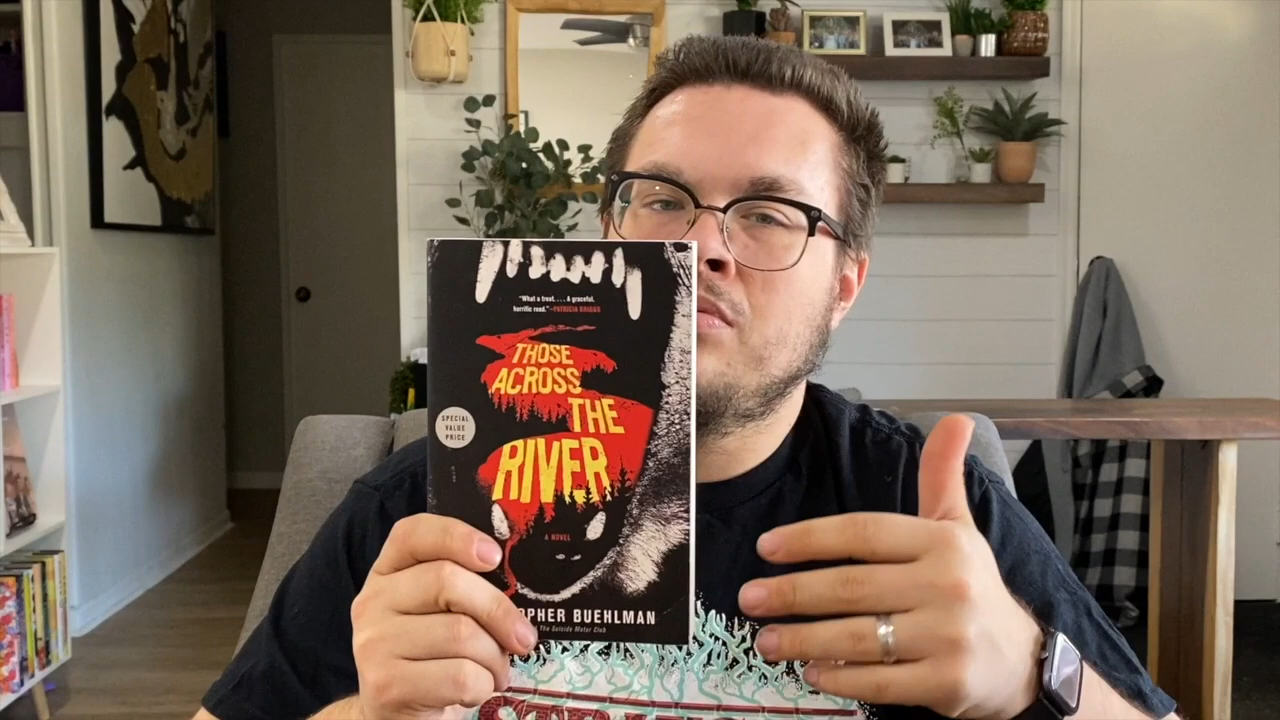 "What a treat. . . . A graceful,
horrific read."—PATRICIA BRIGGS
THOSE
ACROSS
THE
RIVER
SPECIAL
VALUE
PRICE
A NOVEL
OPHER BUEHLMAN
The Suicide Motor Club